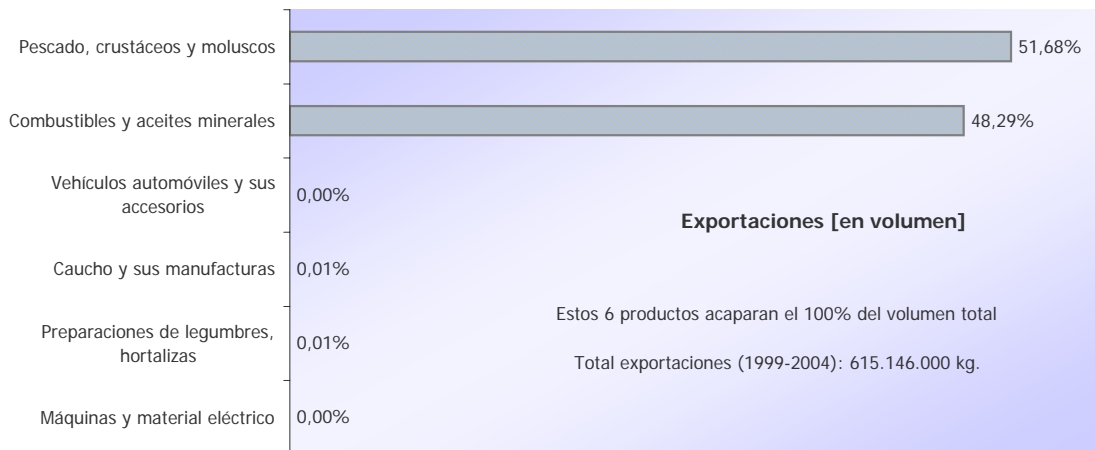 Pescado, crustáceos y moluscos
51,68%
Combustibles y aceites minerales
48,29%
Vehículos automóviles y sus
accesorios
0,00%
Exportaciones [en volumen]
Caucho y sus manufacturas
0,01%
Estos 6 productos acaparan el 100% del volumen total
Preparaciones de legumbres,
hortalizas
0,01%
Total exportaciones (1999-2004): 615.146.000 kg.
Máquinas y material eléctrico
0,00%